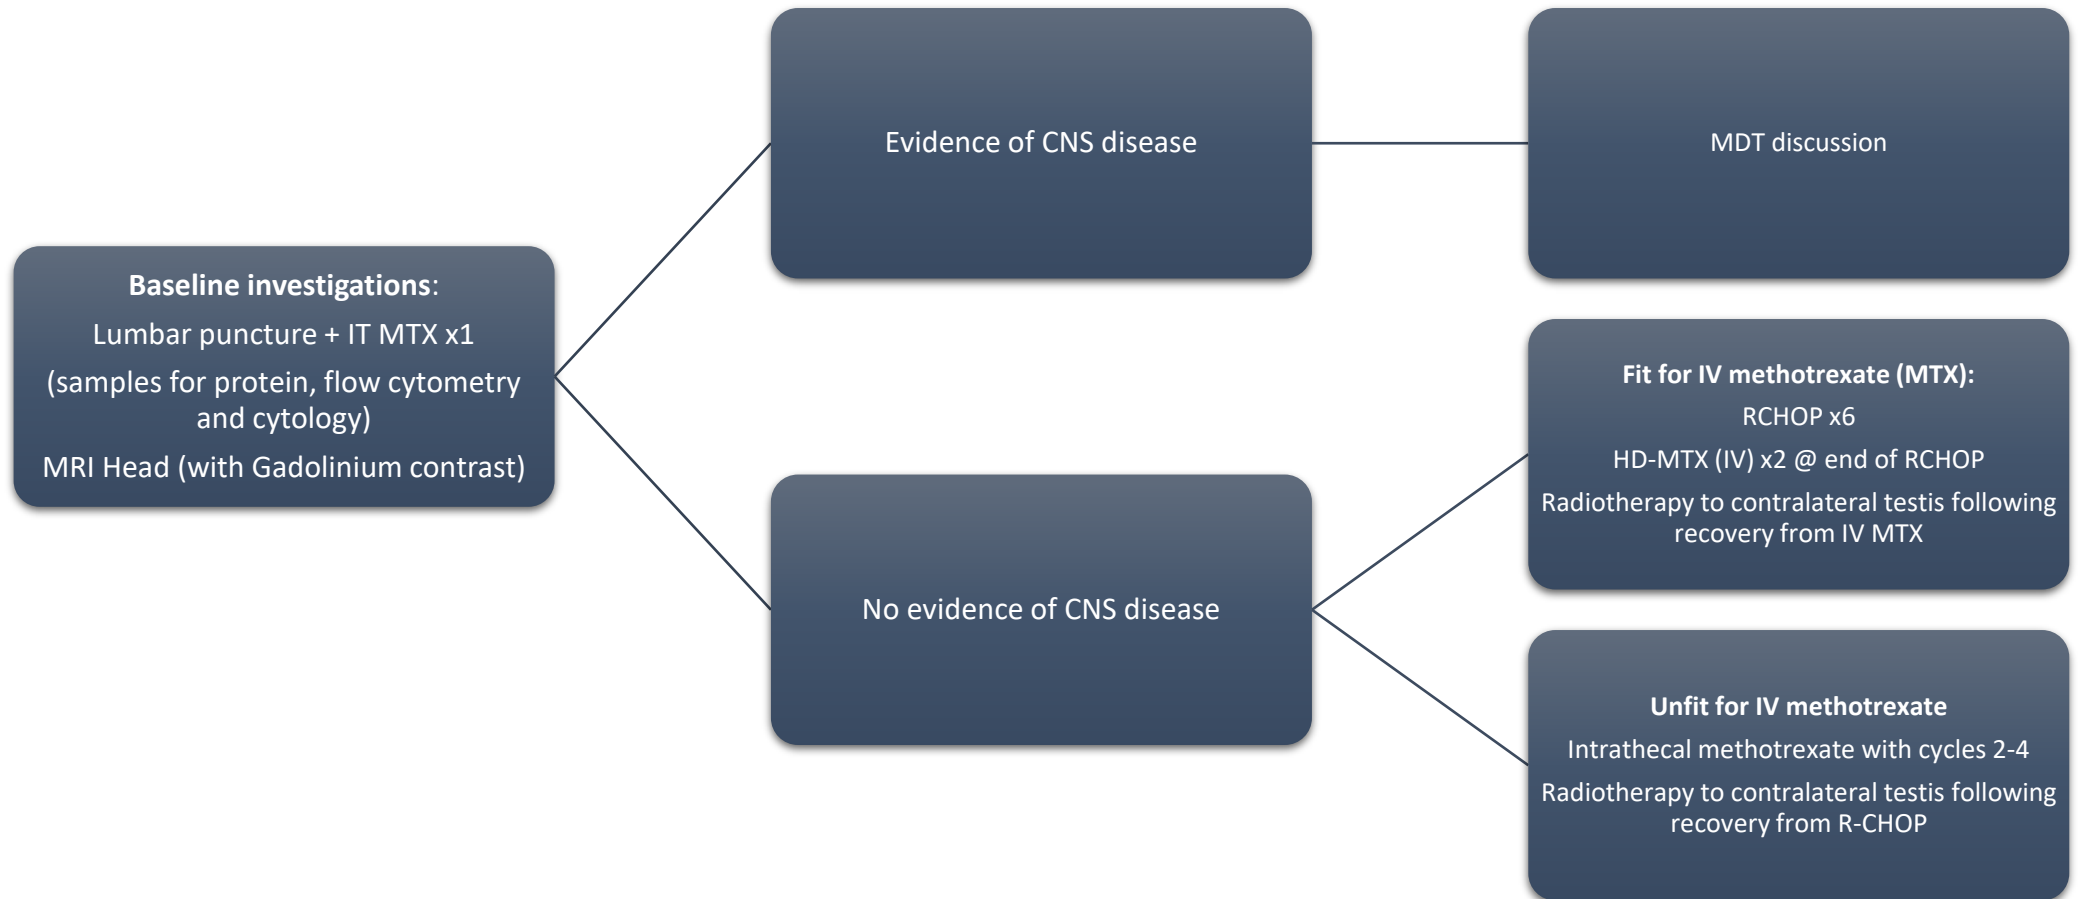 Baseline investigations:
Lumbar puncture + IT MTX x1
(samples for protein, flow cytometry
and cytology)
MRI Head (with Gadolinium contrast)
Evidence of CNS disease
MDT discussion
No evidence of CNS disease
Fit for IV methotrexate (MTX):
RCHOP x6
HD-MTX (IV) x2 @ end of RCHOP
Radiotherapy to contralateral testis following
recovery from IV MTX
Unfit for IV methotrexate
Intrathecal methotrexate with cycles 2-4
Radiotherapy to contralateral testis following
recovery from R-CHOP